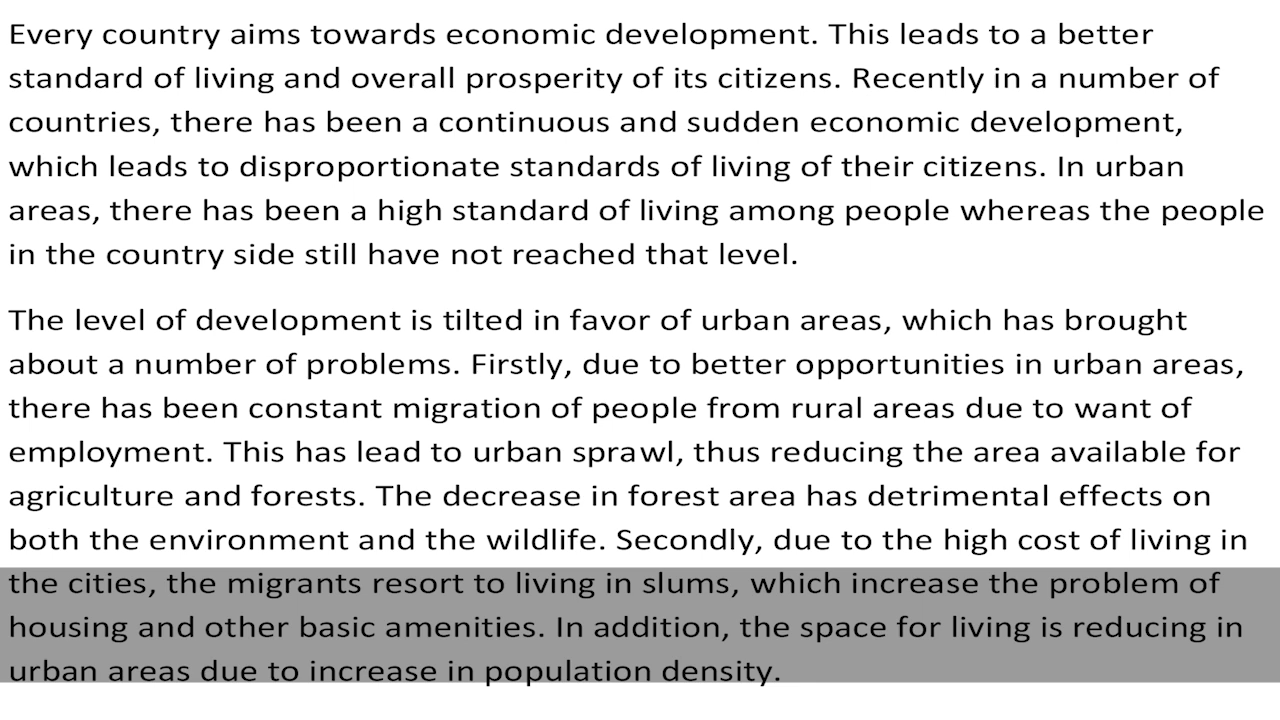 Every country aims towards economic development. This leads to a better
standard of living and overall prosperity of its citizens. Recently in a number of
countries, there has been a continuous and sudden economic development,
which leads to disproportionate standards of living of their citizens. In urban
areas, there has been a high standard of living among people whereas the people
in the country side still have not reached that level.
The level of development is tilted in favor of urban areas, which has brought
about a number of problems. Firstly, due to better opportunities in urban areas,
there has been constant migration of people from rural areas due to want of
employment. This has lead to urban sprawl, thus reducing the area available for
agriculture and forests. The decrease in forest area has detrimental effects on
both the environment and the wildlife. Secondly, due to the high cost of living in
the cities, the migrants resort to living in slums, which increase the problem of
housing and other basic amenities. In addition, the space for living is reducing in
urban areas due to increase in population density.